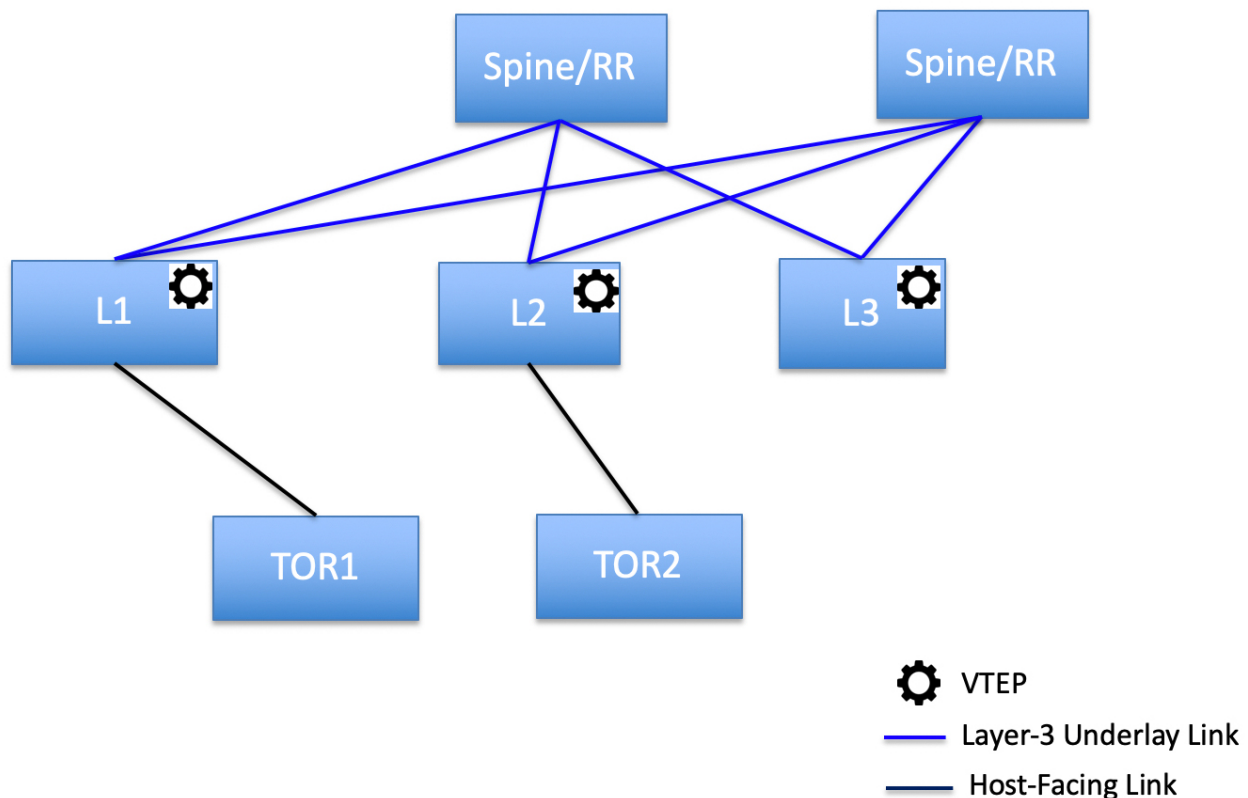 Spine/RR
Spine/RR
L1
L2
L3
TOR1
TOR2
VTEP
Layer-3 Underlay Link
Host-Facing Link